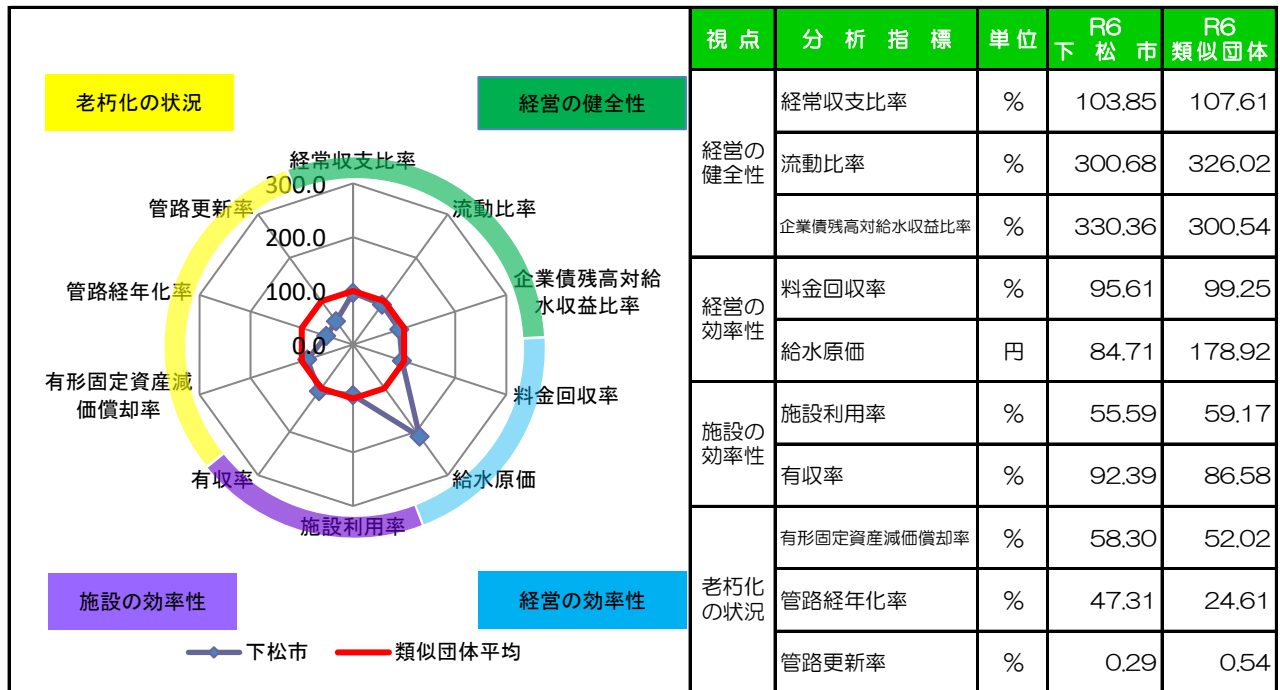 老朽化の状況
経営の健全性
経常収支比率
300.0
管路更新率
流動比率
200.0
管路経年化率
100.0
企業債残高対給
水収益比率
0.0
有形固定資産減
価償却率
料金回収率
有収率
給水原価
施設利用率
施設の効率性
経営の効率性
下松市
類似団体平均
視点 分析指標 単位 R6 下松市 R6 類似団体
経営の健全性
経常収支比率 % 103.85 107.61
流動比率 % 300.68 326.02
企業債残高対給水収益比率 % 330.36 300.54
経営の効率性
料金回収率 % 95.61 99.25
給水原価 円 84.71 178.92
施設の効率性
施設利用率 % 55.59 59.17
有収率 % 92.39 86.58
老朽化の状況
有形固定資産減価償却率 % 58.30 52.02
管路経年化率 % 47.31 24.61
管路更新率 % 0.29 0.54